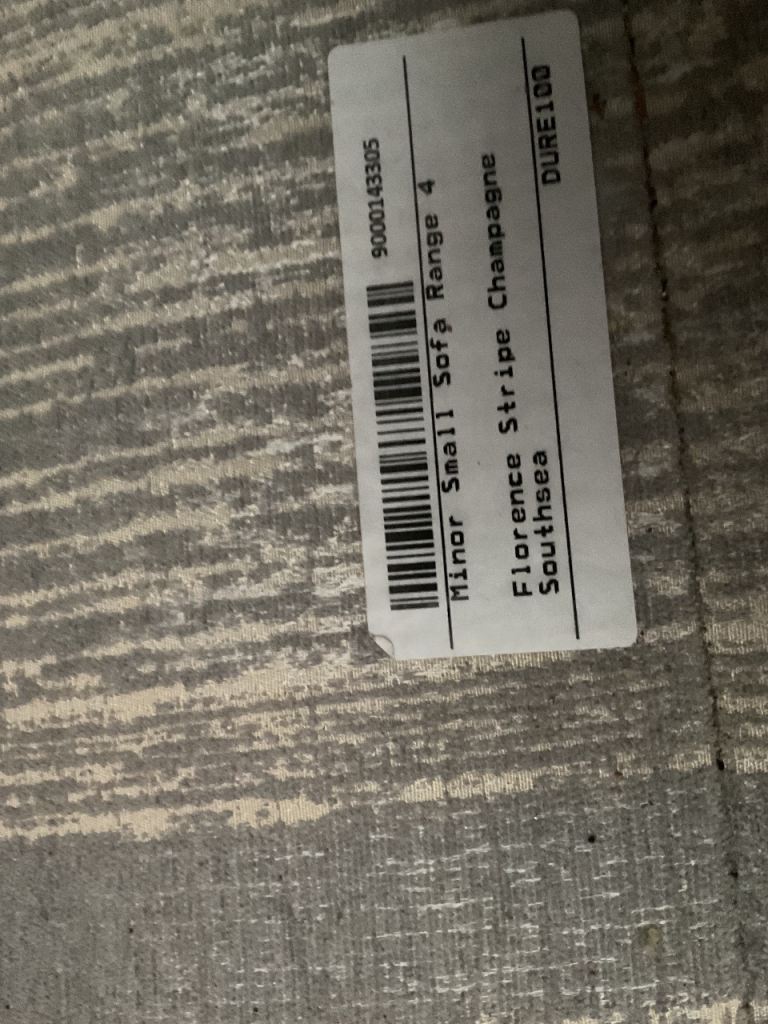 9000143305
Minor Small Sofa Range 4
Florence Stripe Champagne
Southsea
DURE100